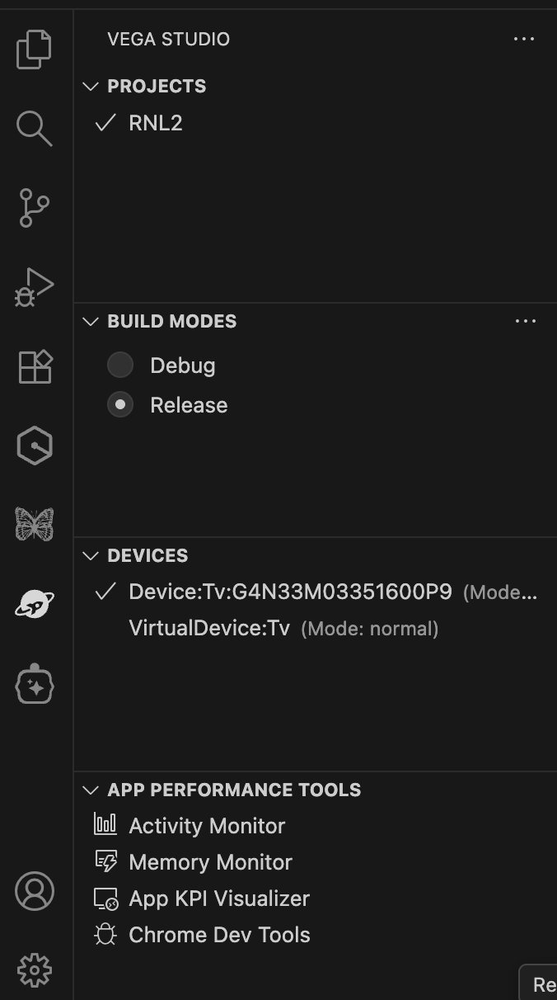 VEGA STUDIO
PROJECTS
RNL2
BUILD MODES
Debug
Release
DEVICES
Device:Tv:G4N33M03351600P9 (Mode...
VirtualDevice:Tv (Mode: normal)
APP PERFORMANCE TOOLS
Activity Monitor
Memory Monitor
App KPI Visualizer
Chrome Dev Tools
Re